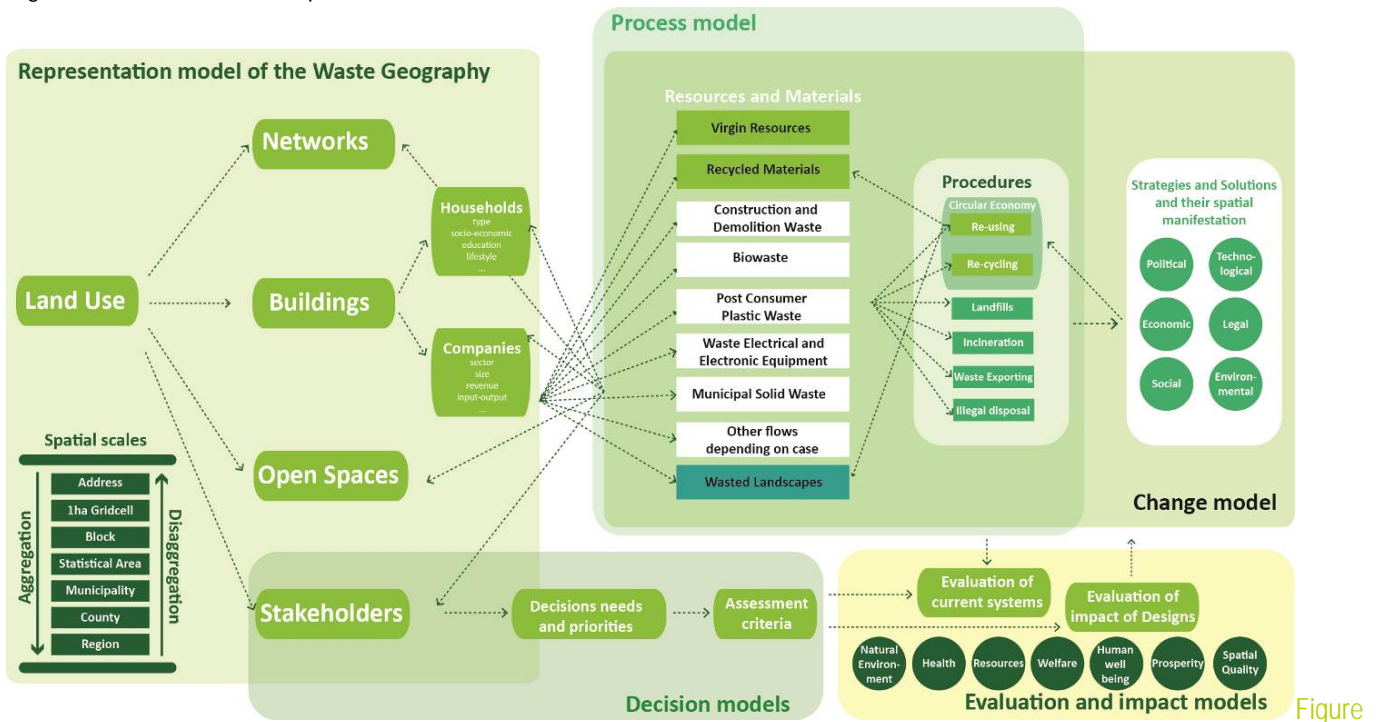 Process model
Representation model of the Waste Geography
Networks
Households
type
socio-economic
education
lifestyle
...
Land Use
Buildings
Companies
sector
size
revenue
input-output
...
Open Spaces
Spatial scales
Aggregation
Address
1ha Gridcell
Block
Statistical Area
Municipality
County
Region
Disaggregation
Stakeholders
Decisions needs
and priorities
Assessment
criteria
Decision models
Resources and Materials
Virgin Resources
Recycled Materials
Construction and
Demolition Waste
Biowaste
Post Consumer
Plastic Waste
Waste Electrical and
Electronic Equipment
Municipal Solid Waste
Other flows
depending on case
Wasted Landscapes
Procedures
Circular Economy
Re-using
Re-cycling
Landfills
Incineration
Waste Exporting
Illegal disposal
Strategies and Solutions
and their spatial
manifestation
Political
Techno-
logical
Economic
Legal
Social
Environ-
mental
Change model
Evaluation of
current systems
Evaluation of
impact of Designs
Natural
Environ-
ment
Health
Resources
Welfare
Human
well
being
Prosperity
Spatial
Quality
Evaluation and impact models
Figure